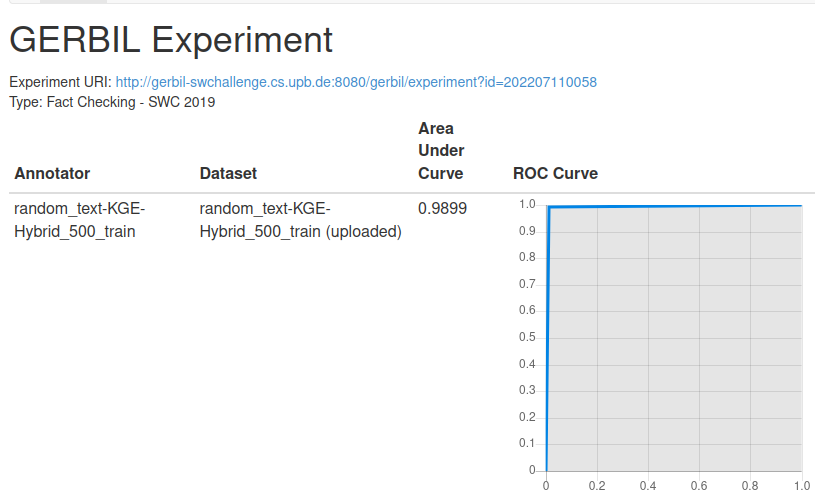 GERBIL Experiment
Experiment URI: http://gerbil-swchallenge.cs.upb.de:8080/gerbil/experiment?id=202207110058
Type: Fact Checking - SWC 2019
Area
Under
Annotator Dataset Curve ROC Curve
random_text-KGE- random_text-KGE- 0.9899
Hybrid_500_train Hybrid_500_train (uploaded)
1.0
0.9
0.8
0.7
0.6
0.5
0.4
0.3
0.2
0.1
0
0 0.2 0.4 0.6 0.8 1.0